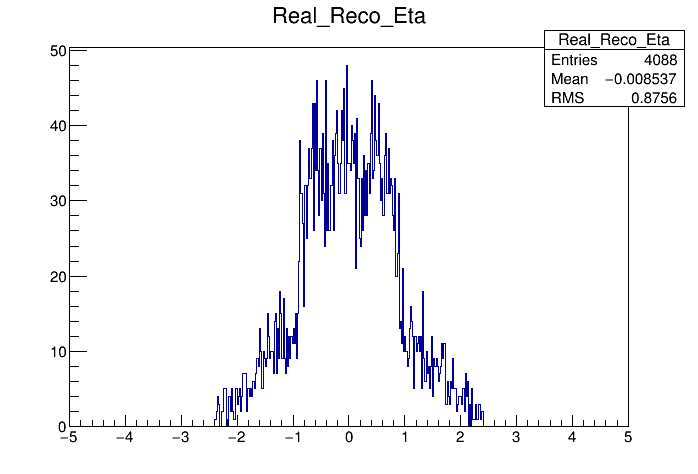 Real_Reco_Eta
Real_Reco_Eta
Entries 4088
Mean −0.008537
RMS 0.8756
50
40
30
20
10
0
−5 −4 −3 −2 −1 0 1 2 3 4 5